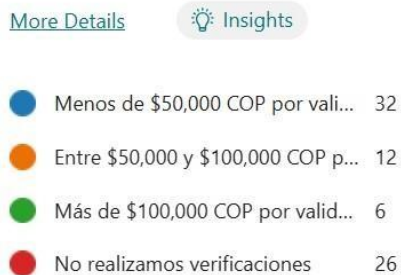 More Details
Insights
Menos de $50,000 COP por vali... 32
Entre $50,000 y $100,000 COP p... 12
Más de $100,000 COP por valid... 6
No realizamos verificaciones 26